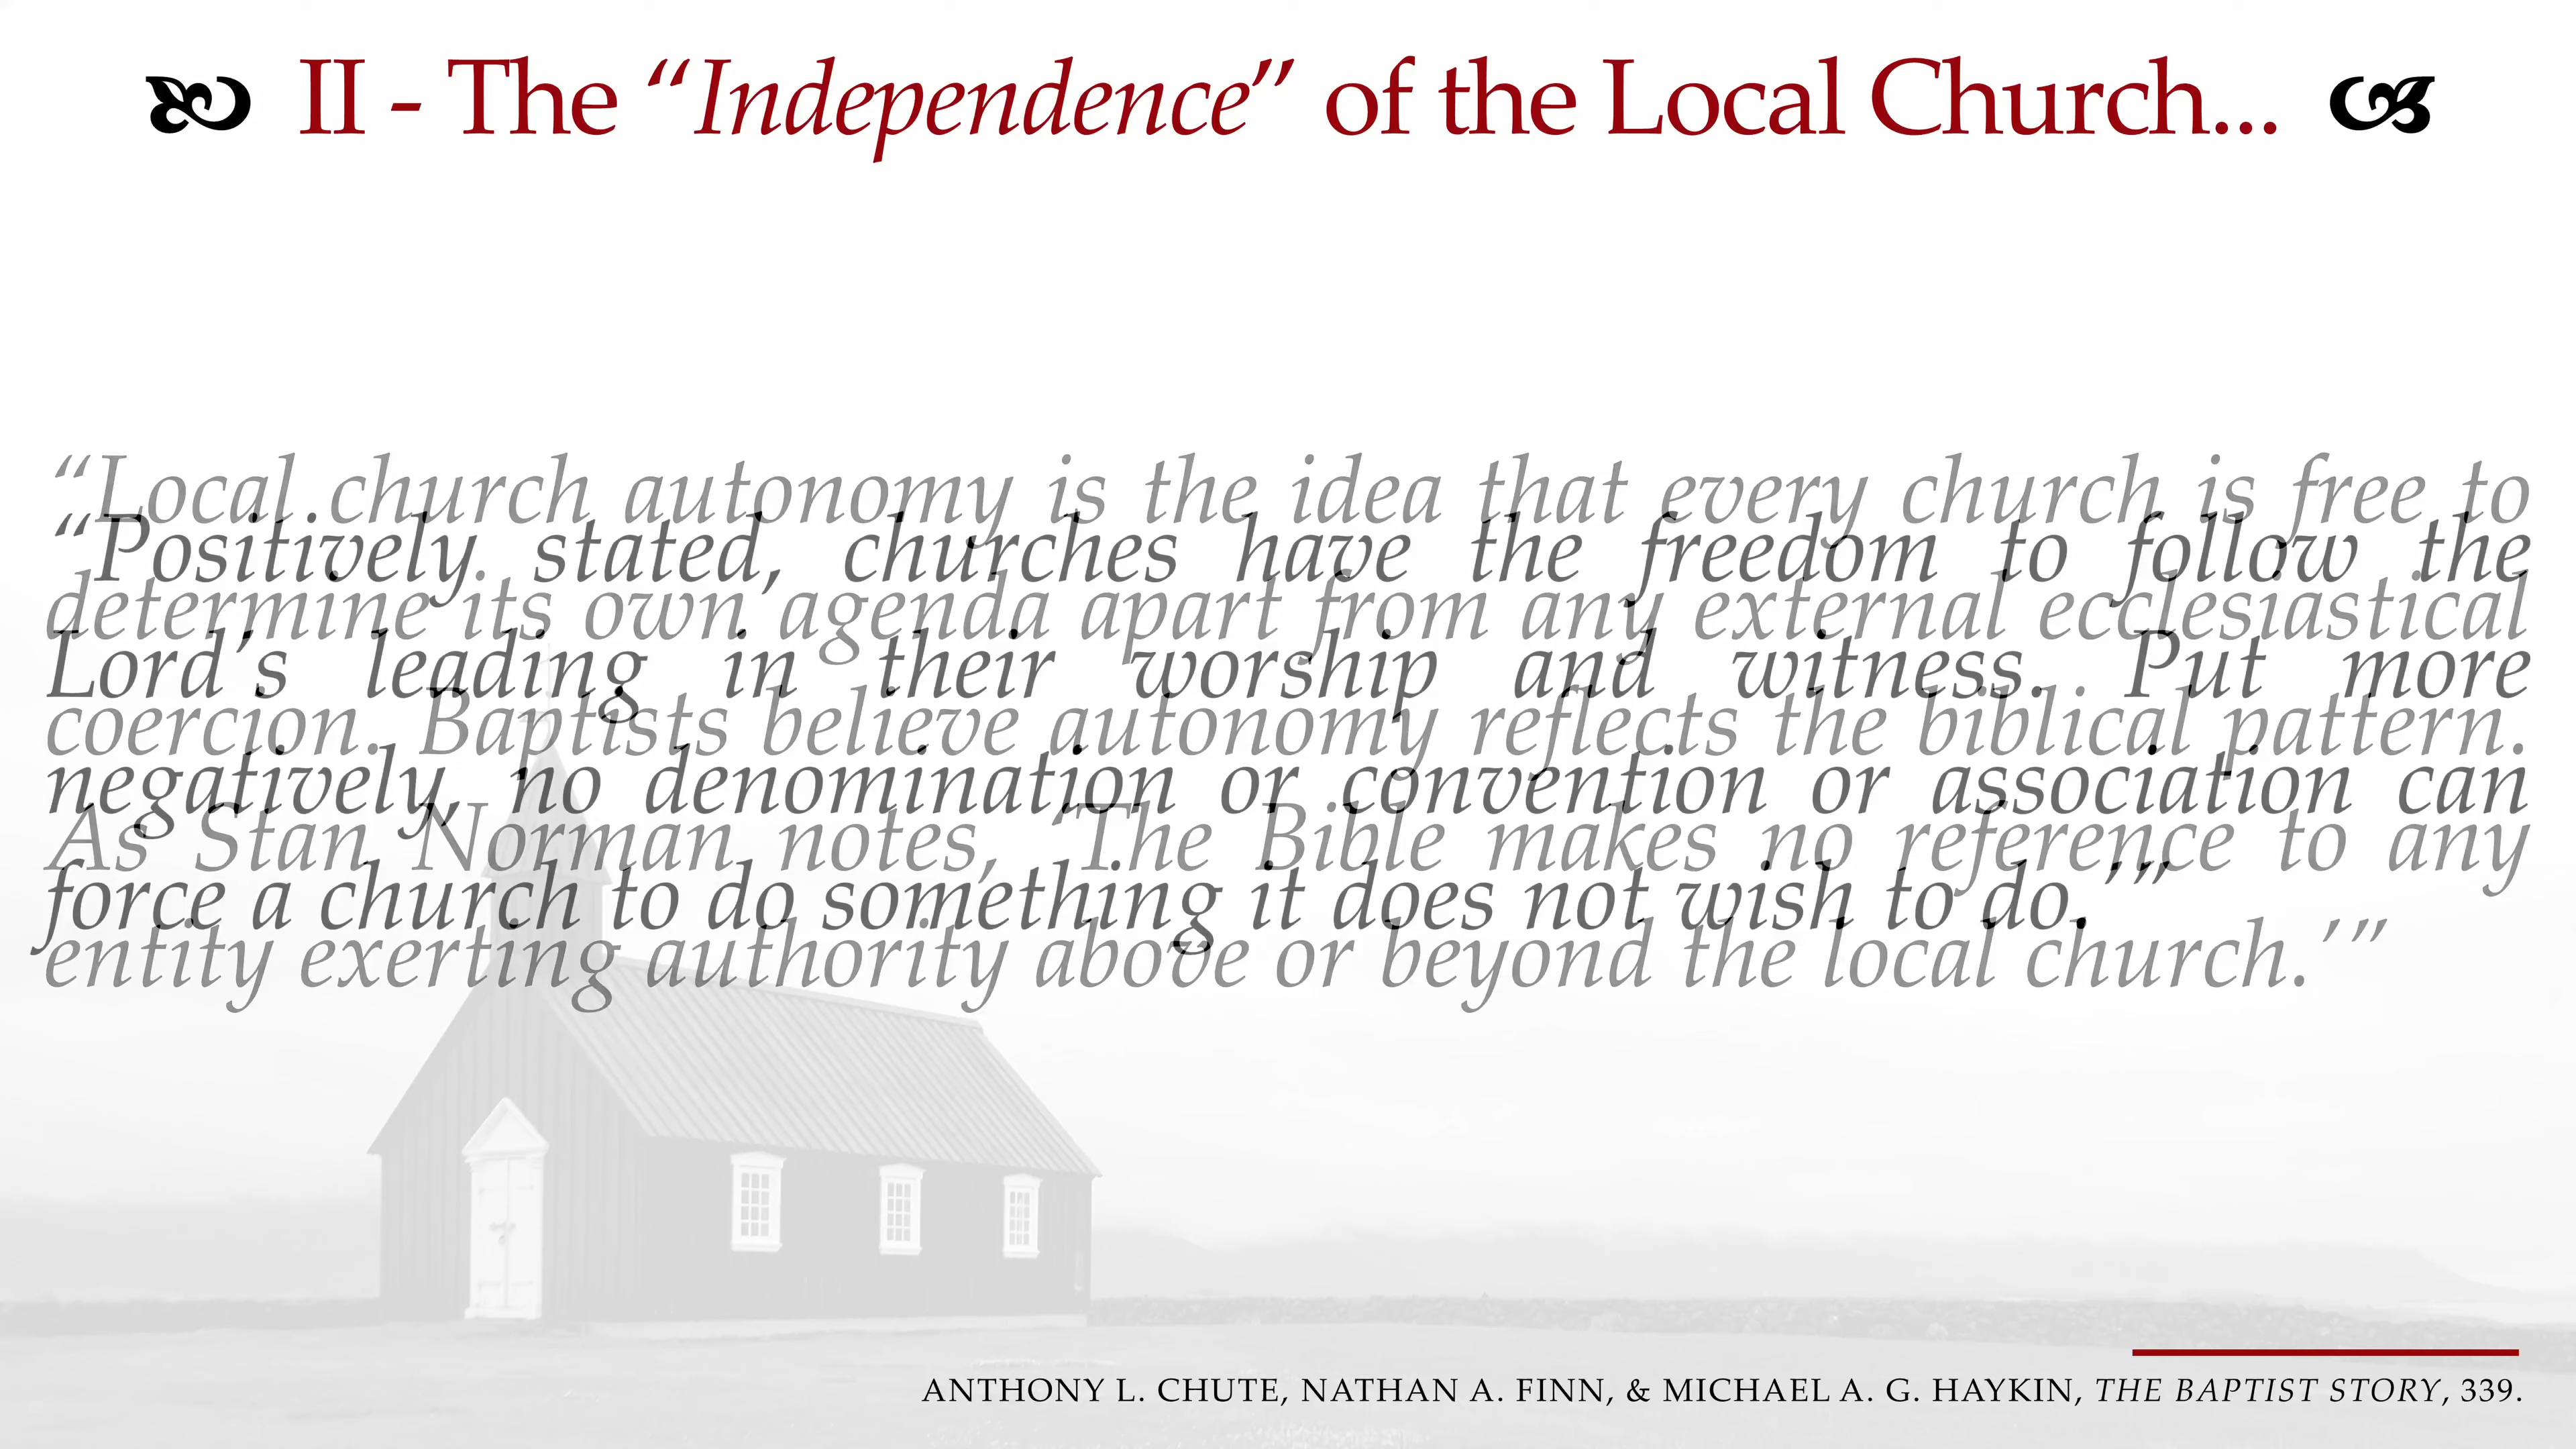 II - The “Independence” of the Local Church...
“Local church autonomy is the idea that every church is free to
determine its own agenda apart from any external ecclesiastical
coercion. Baptists believe autonomy reflects the biblical pattern.
As Stan Norman notes, ‘The Bible makes no reference to any
entity exerting authority above or beyond the local church.’”
“Positively stated, churches have the freedom to follow the
Lord’s leading in their worship and witness. Put more
negatively, no denomination or convention or association can
force a church to do something it does not wish to do.’”
ANTHONY L. CHUTE, NATHAN A. FINN, & MICHAEL A. G. HAYKIN, THE BAPTIST STORY, 339.